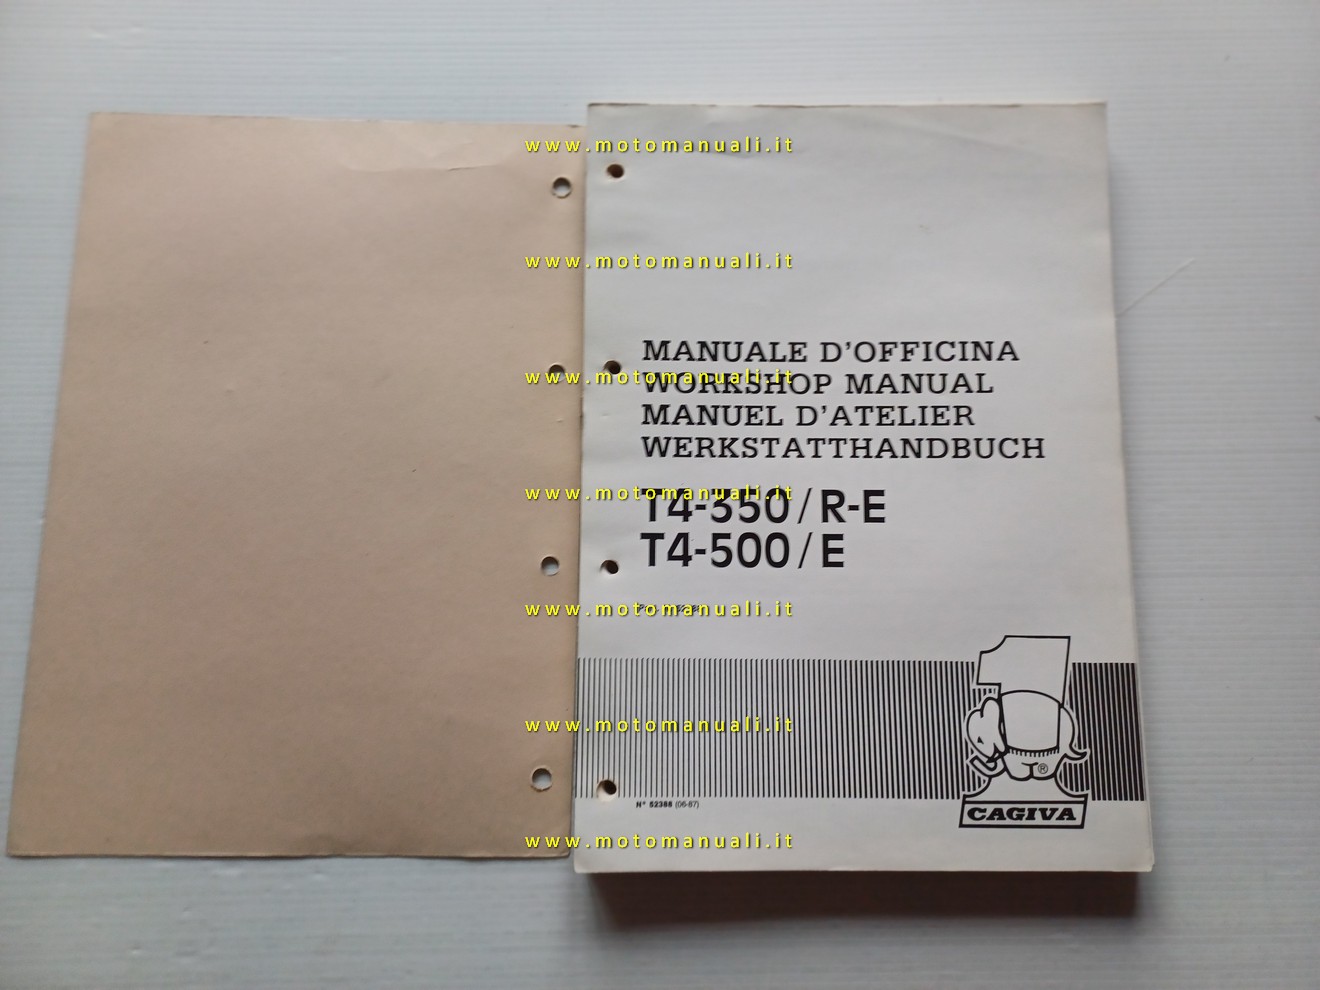 www.motomanuali.it
www.motomanuali.it
MANUALE D'OFFICINA
WORKSHOP MANUAL
www.motomanuali.it
MANUEL D'ATELIER
WERKSTATTHANDBUCH
www.motomanuali.it
T4-350/R-E
T4-500/E
www.motomanuali.it
www.motomanuali.it
®
N° 52388 (06-87)
CAGIVA
www.motomanuali.it